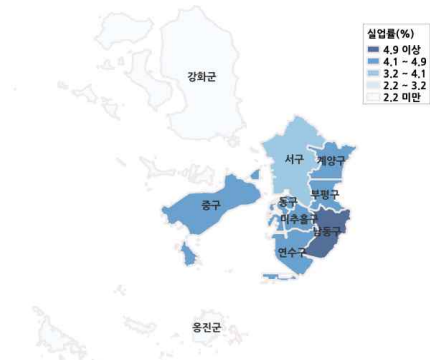 실업률(%)
4.9 이상
4.1 ~ 4.9
3.2 ~ 4.1
2.2 ~ 3.2
2.2 미만
강화군
서구
계양구
부평구
중구
동구
미추홀구
남동구
연수구
옹진군